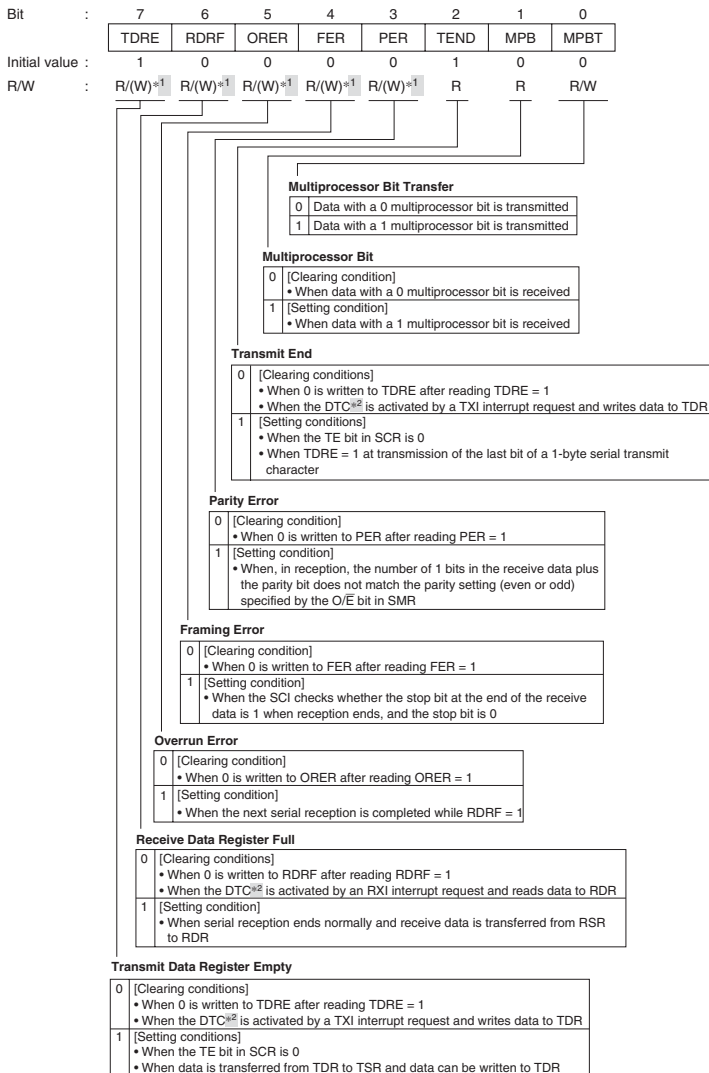 Bit : 7 6 5 4 3 2 1 0
TDRE RDRF ORER FER PER TEND MPB MPBT
Initial value : 1 0 0 0 0 1 0 0
R/W : R/(W)*1 R/(W)*1 R/(W)*1 R/(W)*1 R/(W)*1 R R R/W
Multiprocessor Bit Transfer
0 Data with a 0 multiprocessor bit is transmitted
1 Data with a 1 multiprocessor bit is transmitted
Multiprocessor Bit
0 [Clearing condition]
• When data with a 0 multiprocessor bit is received
1 [Setting condition]
• When data with a 1 multiprocessor bit is received
Transmit End
0 [Clearing conditions]
• When 0 is written to TDRE after reading TDRE = 1
• When the DTC*2 is activated by a TXI interrupt request and writes data to TDR
1 [Setting conditions]
• When the TE bit in SCR is 0
• When TDRE = 1 at transmission of the last bit of a 1-byte serial transmit
character
Parity Error
0 [Clearing condition]
• When 0 is written to PER after reading PER = 1
1 [Setting condition]
• When, in reception, the number of 1 bits in the receive data plus
the parity bit does not match the parity setting (even or odd)
specified by the O/E̅ bit in SMR
Framing Error
0 [Clearing condition]
• When 0 is written to FER after reading FER = 1
1 [Setting condition]
• When the SCI checks whether the stop bit at the end of the receive
data is 1 when reception ends, and the stop bit is 0
Overrun Error
0 [Clearing condition]
• When 0 is written to ORER after reading ORER = 1
1 [Setting condition]
• When the next serial reception is completed while RDRF = 1
Receive Data Register Full
0 [Clearing conditions]
• When 0 is written to RDRF after reading RDRF = 1
• When the DTC*2 is activated by an RXI interrupt request and reads data to RDR
1 [Setting condition]
• When serial reception ends normally and receive data is transferred from RSR
to RDR
Transmit Data Register Empty
0 [Clearing conditions]
• When 0 is written to TDRE after reading TDRE = 1
• When the DTC*2 is activated by a TXI interrupt request and writes data to TDR
1 [Setting conditions]
• When the TE bit in SCR is 0
• When data is transferred from TDR to TSR and data can be written to TDR